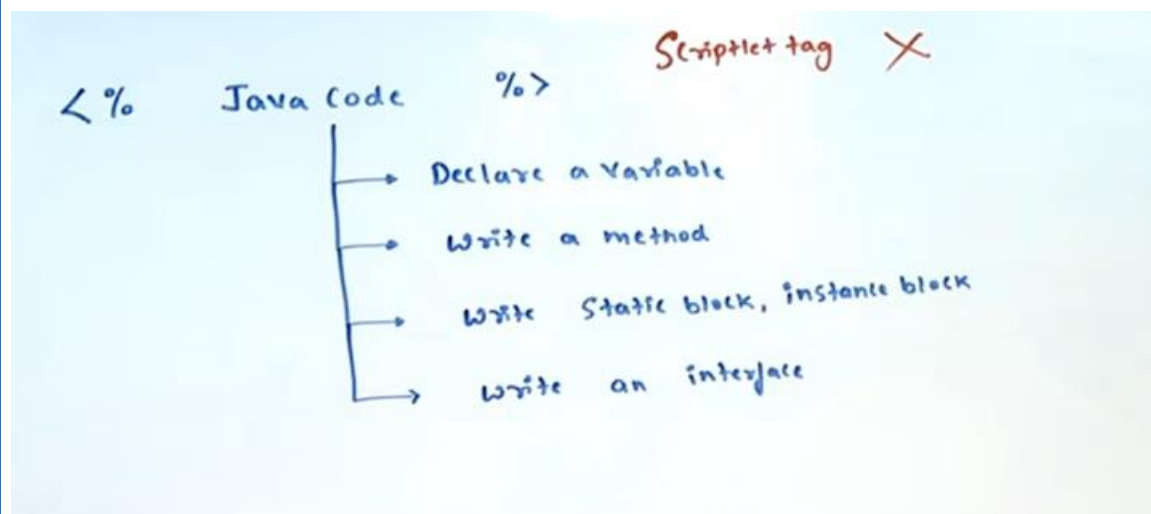 Scriptlet tag X
<% Java Code %>
Declare a Variable
write a method
write Static block, instance block
write an interface